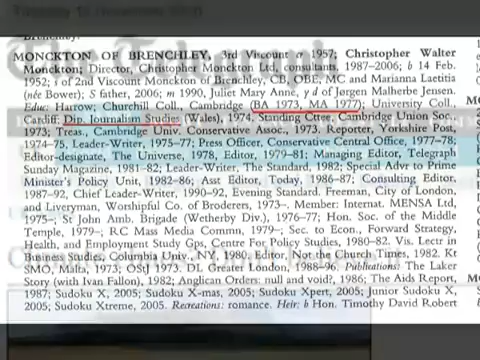 MONCKTON OF BRENCHLEY, 3rd Viscount cr 1957; Christopher Walter
Monckton; Director, Christopher Monckton Ltd, consultants, 1987–2006; b 14 Feb.
1952; s of 2nd Viscount Monckton of Brenchley, CB, OBE, MC and Marianna Laetitia
(née Bower); S father, 2006; m 1990, Juliet Mary Anne, y d of Jørgen Malherbe Jensen.
Educ: Harrow; Churchill Coll., Cambridge (BA 1973, MA 1977); University Coll.,
Cardiff, Dip. Journalism Studies (Wales), 1974. Standing Cttee, Cambridge Union Soc.,
1973; Treas., Cambridge Univ. Conservative Assoc., 1973. Reporter, Yorkshire Post,
1974–75, Leader-Writer, 1975–77; Press Officer, Conservative Central Office, 1977–78;
Editor-designate, The Universe, 1978, Editor, 1979–81; Managing Editor, Telegraph
Sunday Magazine, 1981–82; Leader-Writer, The Standard, 1982; Special Advr to Prime
Minister's Policy Unit, 1982–86; Asst Editor, Today, 1986–87; Consulting Editor,
1987–92, Chief Leader-Writer, 1990–92, Evening Standard. Freeman, City of London,
and Liveryman, Worshipful Co. of Broderers, 1973–. Member: Internat. MENSA Ltd,
1975–; St John Amb. Brigade (Wetherby Div.), 1976–77; Hon. Soc. of the Middle
Temple, 1979–; RC Mass Media Commn, 1979–; Sec. to Econ., Forward Strategy,
Health, and Employment Study Gps, Centre For Policy Studies, 1980–82. Vis. Lectr in
Business Studies, Columbia Univ., NY, 1980. Editor, Not the Church Times, 1982. Kt
SMO, Malta, 1973; OStJ 1973. DL Greater London, 1988–96. Publications: The Laker
Story (with Ivan Fallon), 1982; Anglican Orders: null and void?, 1986; The Aids Report,
1987; Sudoku X, 2005; Sudoku X-mas, 2005; Sudoku Xpert, 2005; Junior Sudoku X,
2005; Sudoku Xtreme, 2005. Recreations: romance. Heir: b Hon. Timothy David Robert